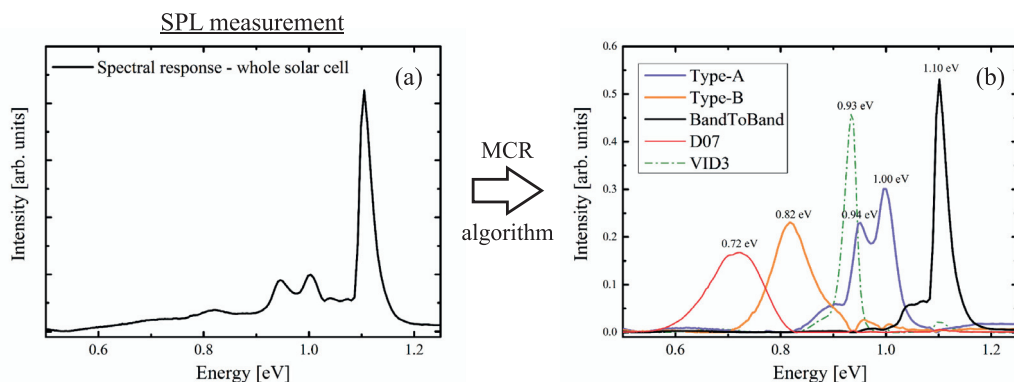 SPL measurement
Spectral response - whole solar cell
(a)
Intensity [arb. units]
0.6
0.8
1.0
1.2
Energy [eV]
MCR
algorithm
(b)
Type-A
Type-B
BandToBand
D07
VID3
1.10 eV
0.93 eV
1.00 eV
0.94 eV
0.82 eV
0.72 eV
Intensity [arb. units]
0.6
0.5
0.4
0.3
0.2
0.1
0.0
0.6
0.8
1.0
1.2
Energy [eV]